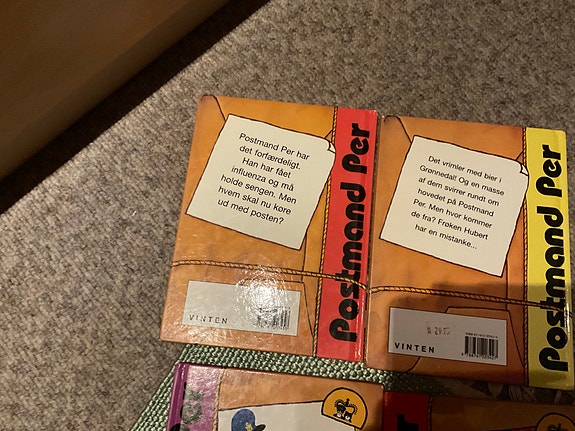 Postmand Per har
det forfærdeligt.
Han har fået
influenza og må
holde sengen. Men
hvem skal nu køre
ud med posten?
VINTEN
Postmand Per
Det vrimler med bier i
Grønnedal! Og en masse
af dem svirrer rundt om
hovedet på Postmand
Per. Men hvor kommer
de fra? Frøken Hubert
har en mistanke...
VINTEN
Postmand Per